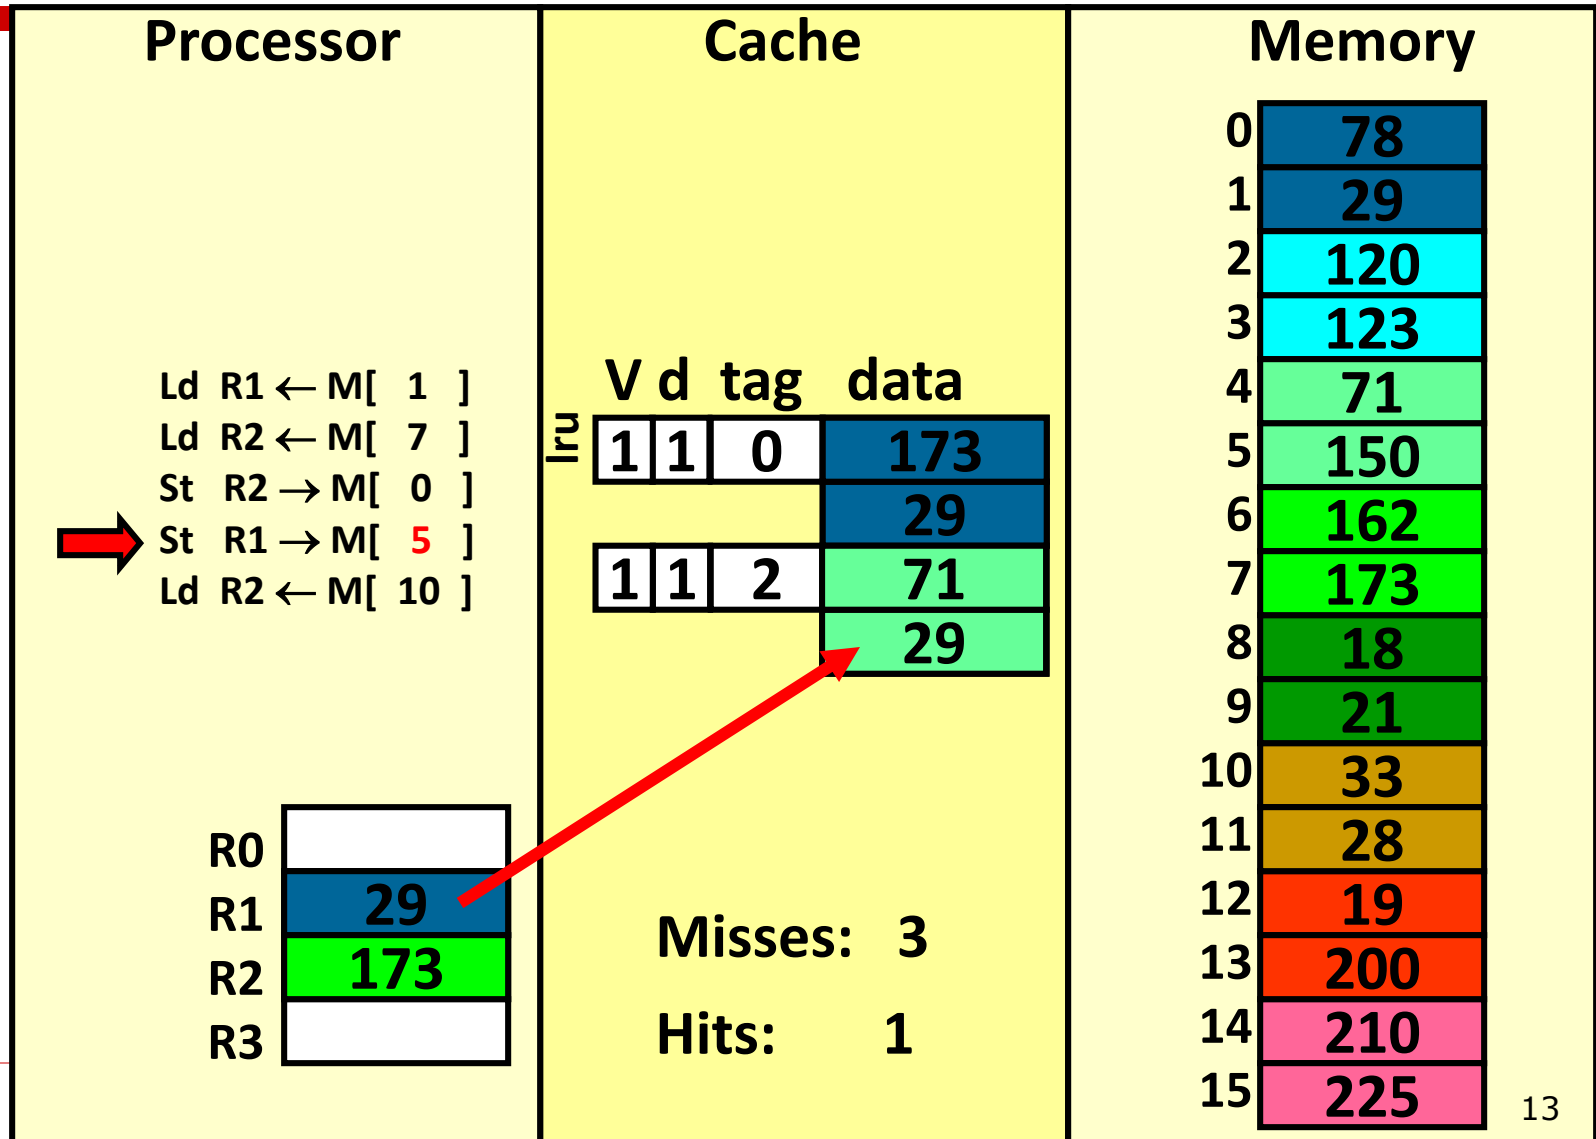 Processor
Ld R1 ← M[ 1 ]
Ld R2 ← M[ 7 ]
St R2 → M[ 0 ]
St R1 → M[ 5 ]
Ld R2 ← M[ 10 ]
R0
R1 29
R2 173
R3
Cache
V d tag data
lru 1 1 0 173
29
1 1 2 71
29
Misses: 3
Hits: 1
Memory
0 78
1 29
2 120
3 123
4 71
5 150
6 162
7 173
8 18
9 21
10 33
11 28
12 19
13 200
14 210
15 225
13